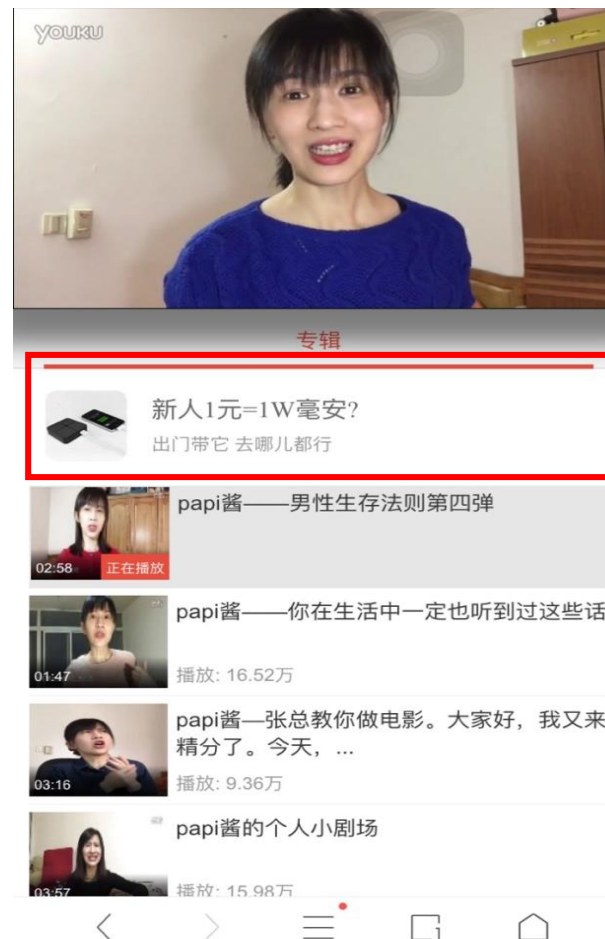 YOUKU
专辑
新人1元=1W毫安?
出门带它 去哪儿都行
papi酱——男性生存法则第四弹
02:58
正在播放
papi酱——你在生活中一定也听到过这些话
01:47
播放: 16.52万
papi酱—张总教你做电影。大家好，我又来
精分了。今天，...
03:16
播放: 9.36万
papi酱的个人小剧场
03:57
播放: 15.98万
1